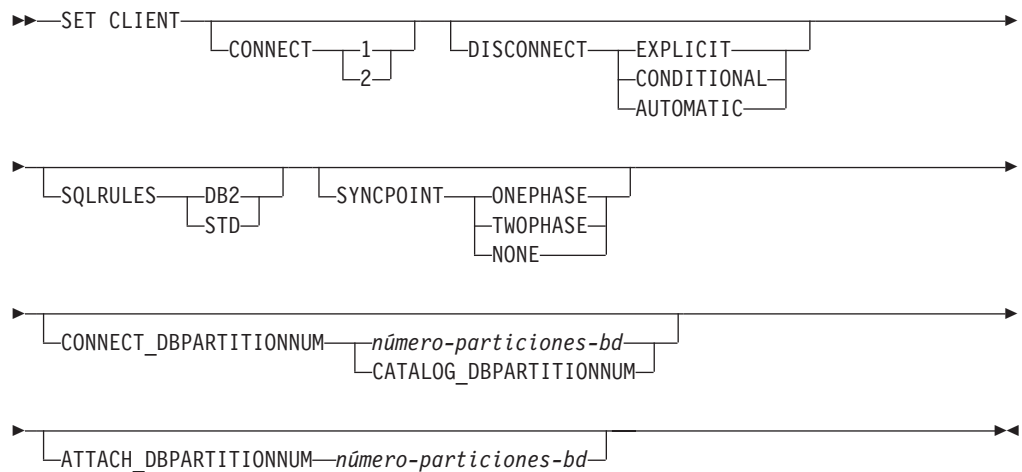 SET CLIENT
CONNECT 1
2
DISCONNECT EXPLICIT
CONDITIONAL
AUTOMATIC
SQLRULES DB2
STD
SYNCPOINT ONEPHASE
TWOPHASE
NONE
CONNECT_DBPARTITIONNUM número-particiones-bd
CATALOG_DBPARTITIONNUM
ATTACH_DBPARTITIONNUM número-particiones-bd